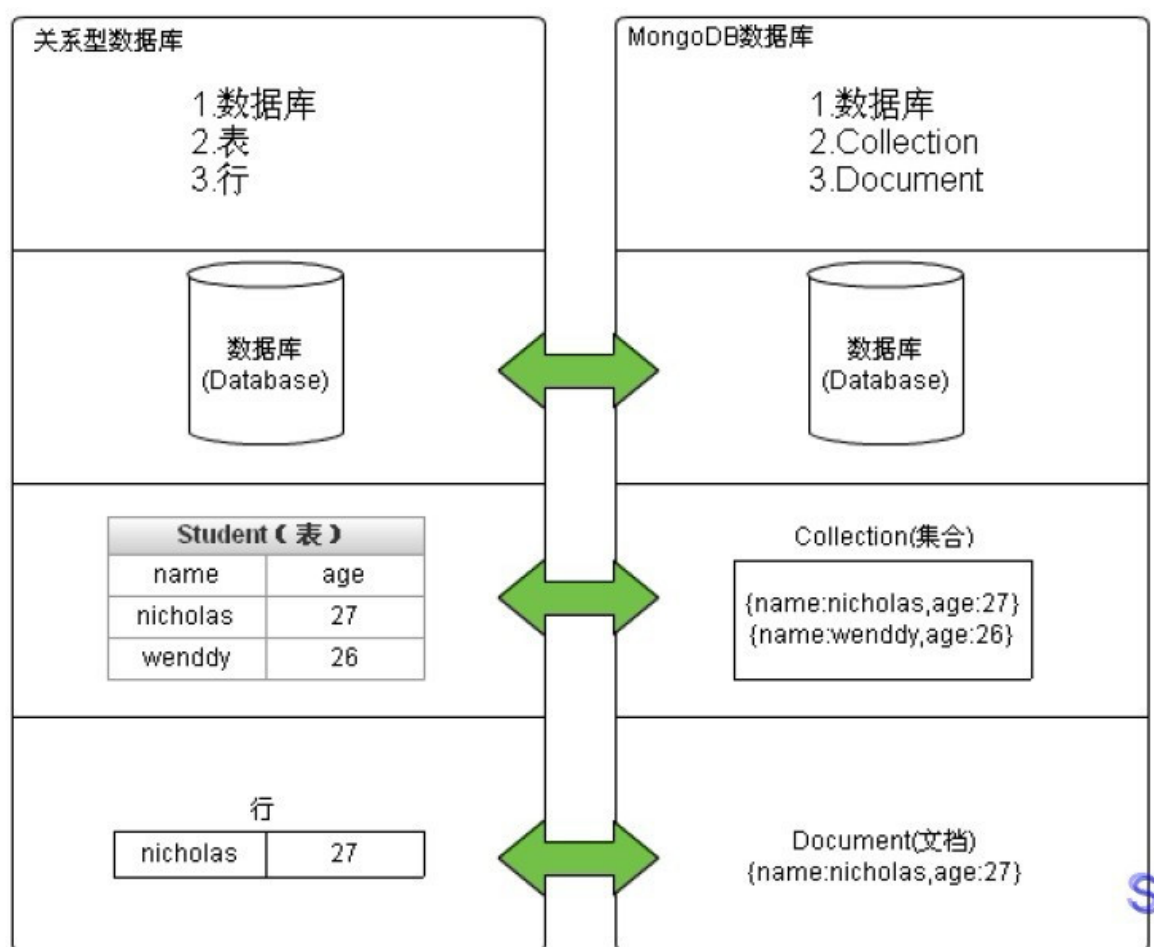 关系型数据库
1.数据库
2.表
3.行
MongoDB数据库
1.数据库
2.Collection
3.Document
数据库
(Database)
数据库
(Database)
Student（表）
name age
nicholas 27
wenddy 26
Collection(集合)
{name:nicholas,age:27}
{name:wenddy,age:26}
行
nicholas 27
Document(文档)
{name:nicholas,age:27}
S